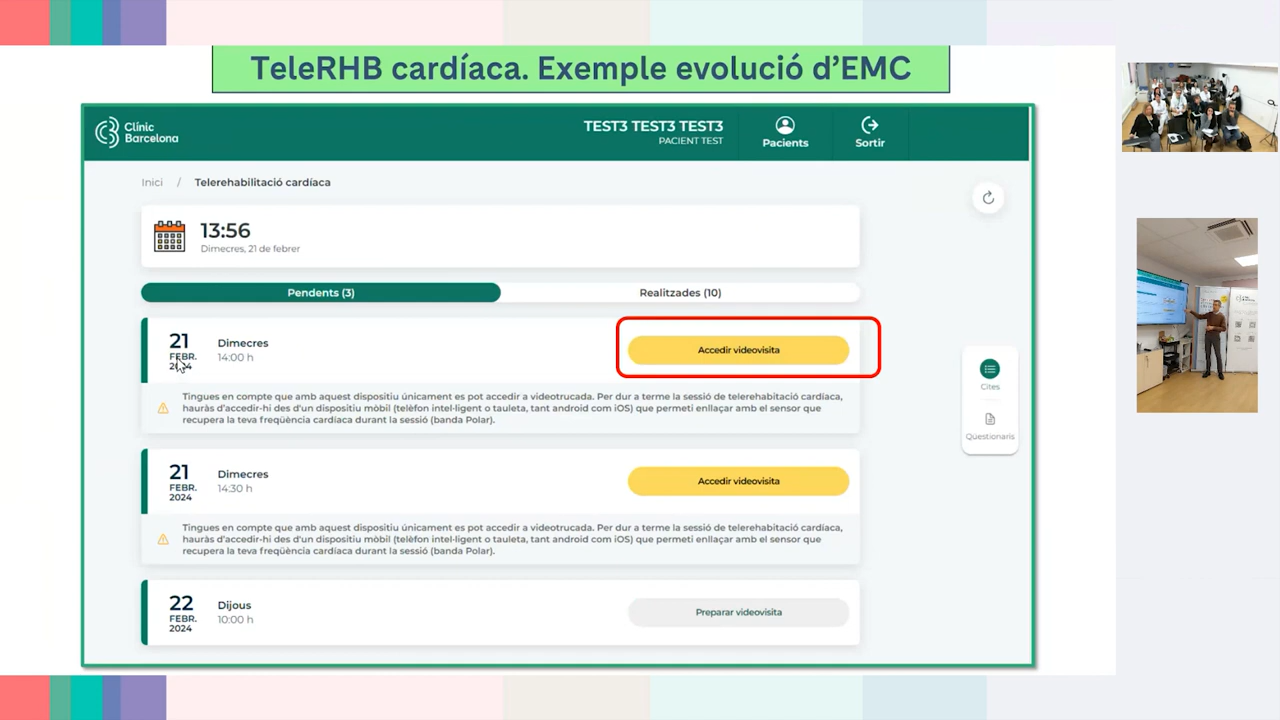 TeleRHB cardíaca. Exemple evolució d'EMC
Clínic
Barcelona
TEST3 TEST3 TEST3
PACIENT TEST
Pacients
Sortir
Inici / Telerehabilitació cardíaca
13:56
Dimecres, 21 de febrer
Pendents (3)
Realitzades (10)
21
FEBR.
Dimecres
14:00 h
Accedir videovisita
Tingues en compte que amb aquest dispositiu únicament es pot accedir a videotrucada. Per dur a terme la sessió de telerehabitació cardíaca,
hauràs d'accedir-hi des d'un dispositiu mòbil (telèfon intel·ligent o tauleta, tant android com iOS) que permeti enllaçar amb el sensor que
recupera la teva freqüència cardíaca durant la sessió (banda Polar).
Cites
Qüestionaris
21
FEBR.
2024
Dimecres
14:30 h
Accedir videovisita
Tingues en compte que amb aquest dispositiu únicament es pot accedir a videotrucada. Per dur a terme la sessió de telerehabitació cardíaca,
hauràs d'accedir-hi des d'un dispositiu mòbil (telèfon intel·ligent o tauleta, tant android com iOS) que permeti enllaçar amb el sensor que
recupera la teva freqüència cardíaca durant la sessió (banda Polar).
22
FEBR.
2024
Dijous
10:00 h
Preparar videovisita